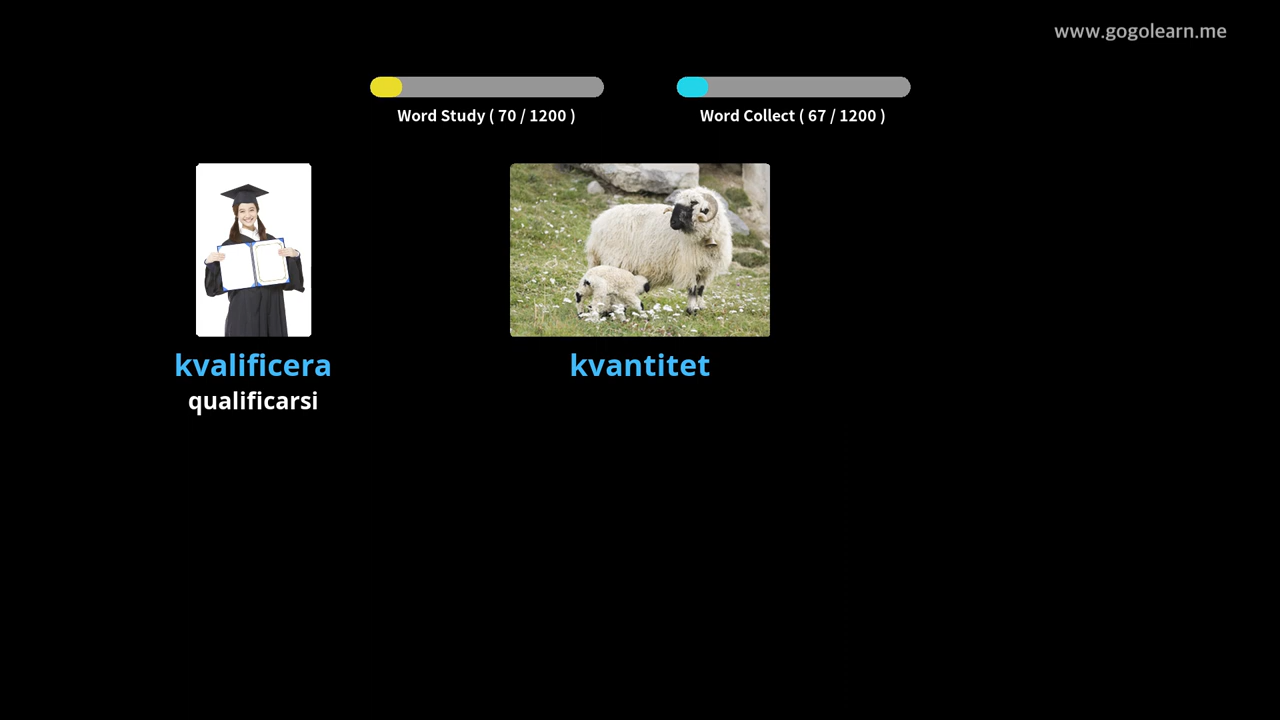 www.gogolearn.me
Word Study ( 70 / 1200 )
Word Collect ( 67 / 1200 )
kvalificera
qualificarsi
kvantitet